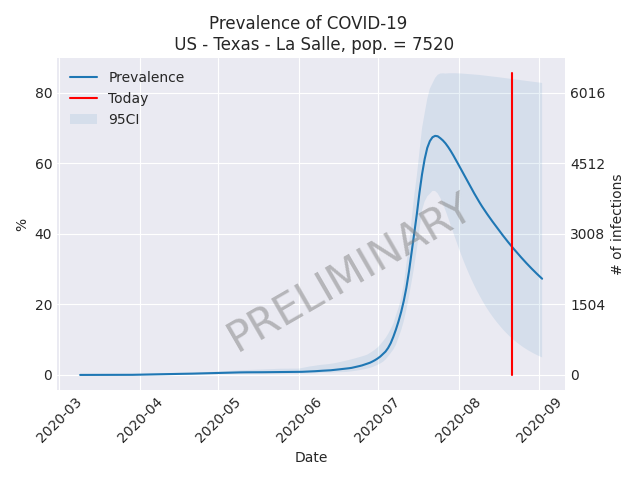 Prevalence of COVID-19
US - Texas - La Salle, pop. = 7520
Prevalence
Today
95CI
80
60
40
20
0
%
6016
4512
3008
1504
0
# of infections
PRELIMINARY
2020-03
2020-04
2020-05
2020-06
2020-07
2020-08
2020-09
Date